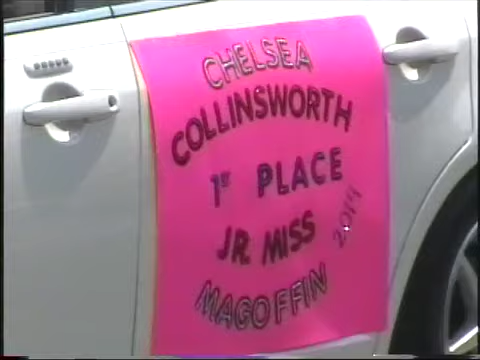 CHELSEA
COLLINSWORTH
1ST PLACE
JR. MISS
2014
MAGOFFIN